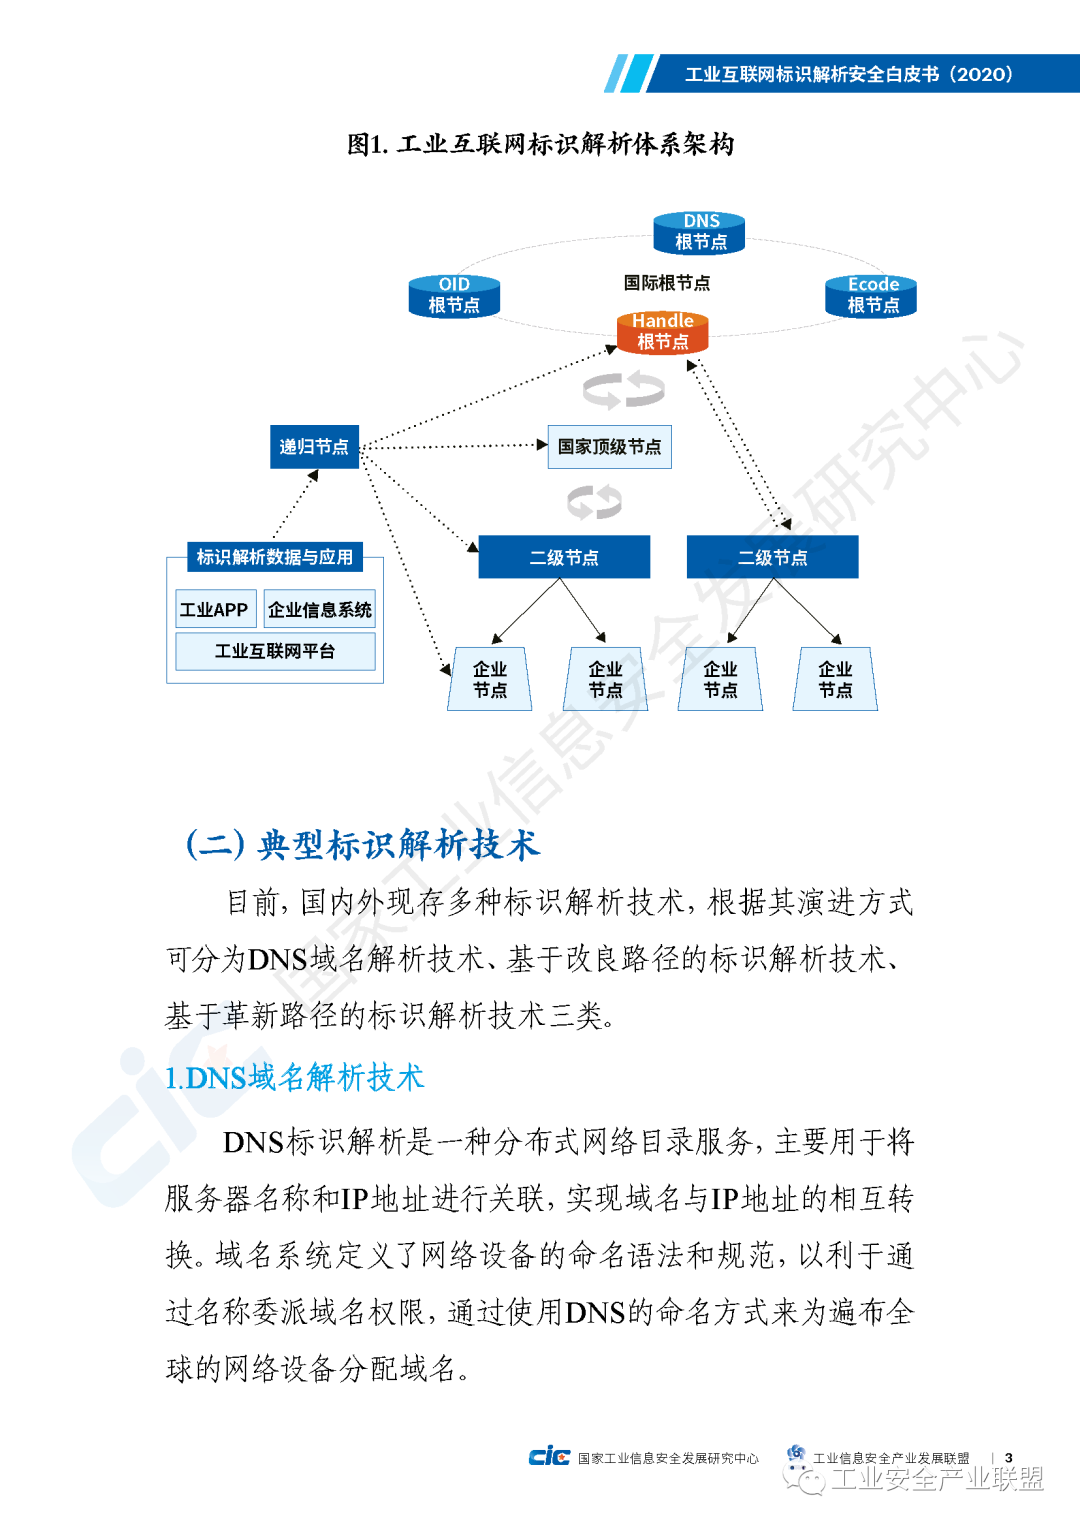 工业互联网标识解析安全白皮书（2020）
图1. 工业互联网标识解析体系架构
DNS
根节点
国际根节点
OID
根节点
Ecode
根节点
Handle
根节点
递归节点
国家顶级节点
标识解析数据与应用
二级节点
二级节点
工业APP
企业信息系统
工业互联网平台
企业
节点
企业
节点
企业
节点
企业
节点
（二）典型标识解析技术
目前，国内外现存多种标识解析技术，根据其演进方式
可分为DNS域名解析技术、基于改良路径的标识解析技术、
基于革新路径的标识解析技术三类。
1.DNS域名解析技术
DNS标识解析是一种分布式网络目录服务，主要用于将
服务器名称和IP地址进行关联，实现域名与IP地址的相互转
换。域名系统定义了网络设备的命名语法和规范，以利于通
过名称委派域名权限，通过使用DNS的命名方式来为遍布全
球的网络设备分配域名。
国家工业信息安全发展研究中心
cic
cic 国家工业信息安全发展研究中心 工业信息安全产业发展联盟 | 3
工业安全产业联盟